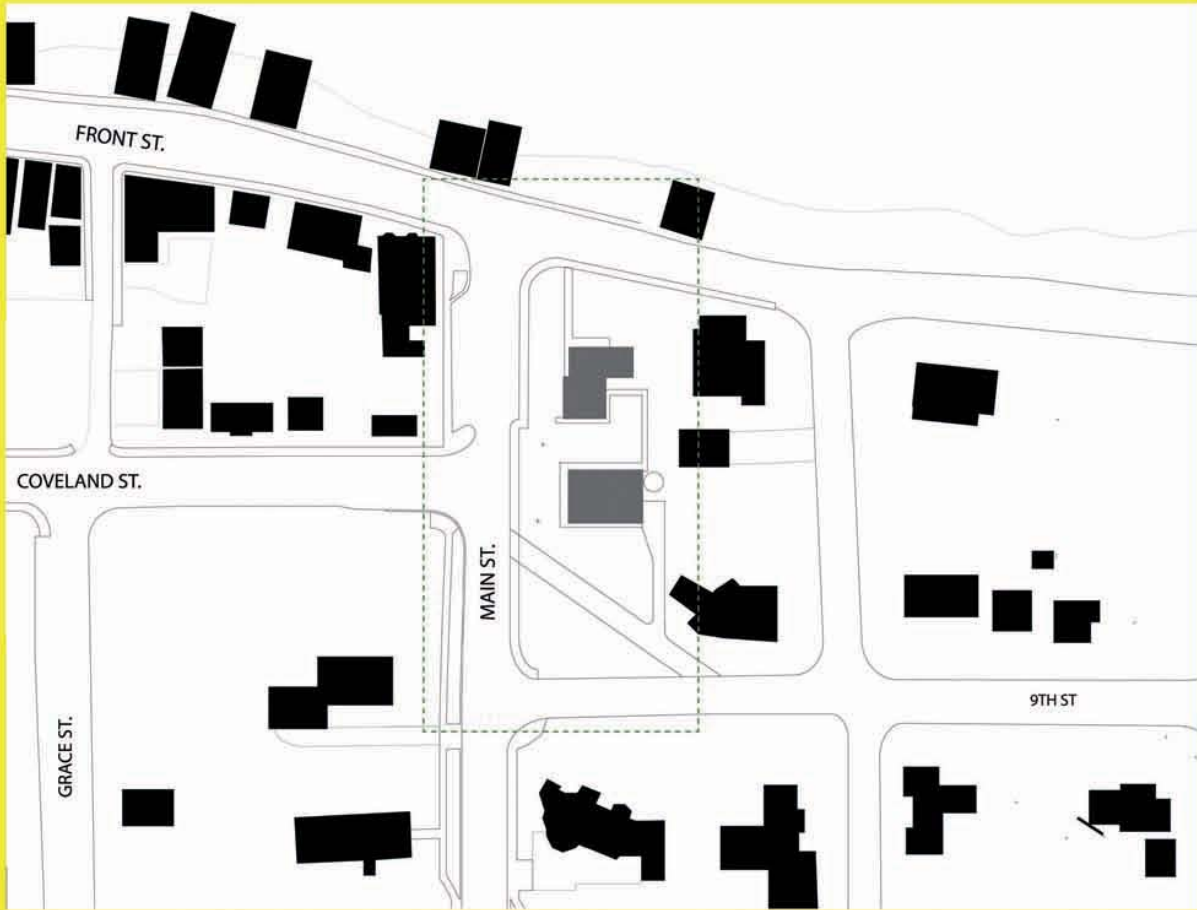 FRONT ST.
COVELAND ST.
MAIN ST.
GRACE ST.
9TH ST